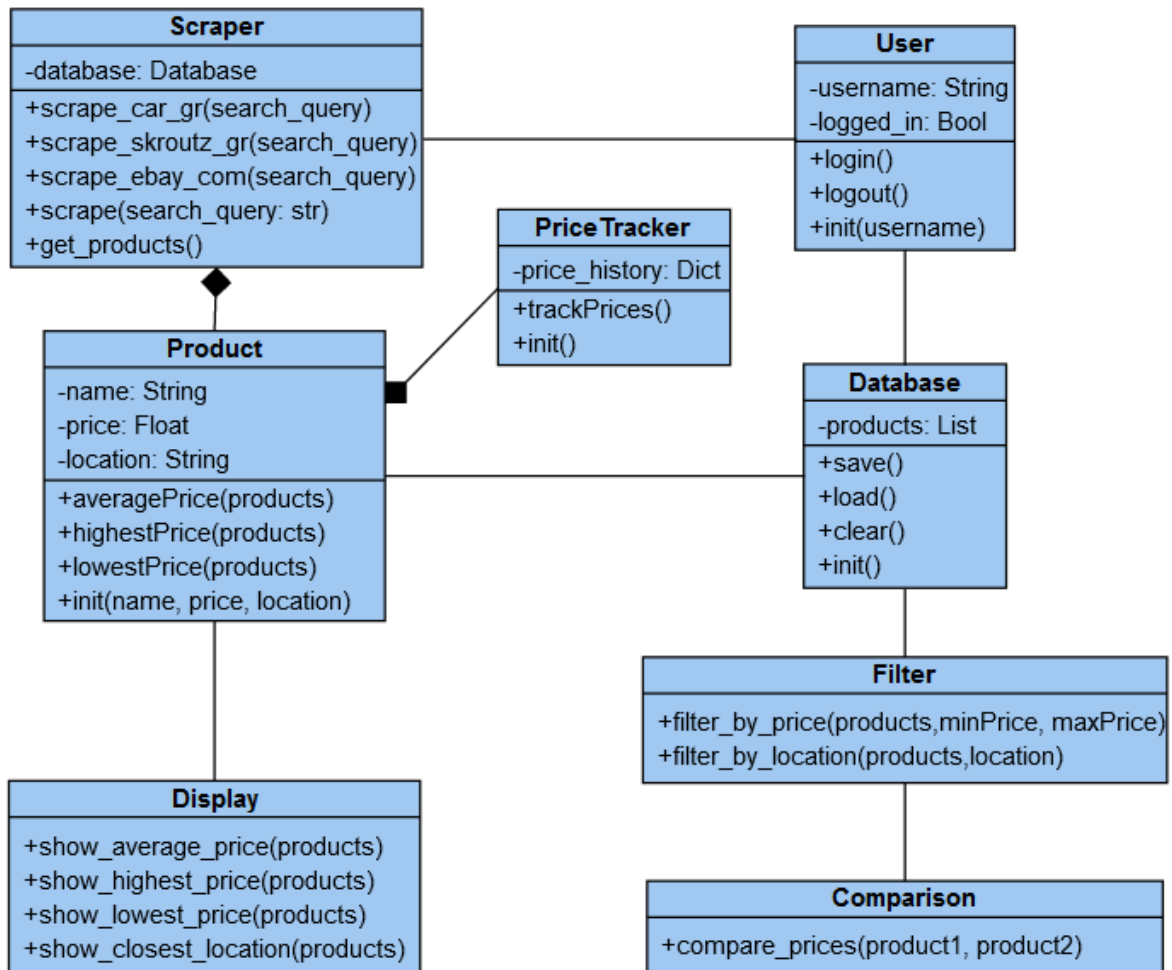 Scraper
-database: Database
+scrape_car_gr(search_query)
+scrape_skroutz_gr(search_query)
+scrape_ebay_com(search_query)
+scrape(search_query: str)
+get_products()
User
-username: String
-logged_in: Bool
+login()
+logout()
+init(username)
PriceTracker
-price_history: Dict
+trackPrices()
+init()
Product
-name: String
-price: Float
-location: String
+averagePrice(products)
+highestPrice(products)
+lowestPrice(products)
+init(name, price, location)
Database
-products: List
+save()
+load()
+clear()
+init()
Filter
+filter_by_price(products,minPrice, maxPrice)
+filter_by_location(products,location)
Display
+show_average_price(products)
+show_highest_price(products)
+show_lowest_price(products)
+show_closest_location(products)
Comparison
+compare_prices(product1, product2)